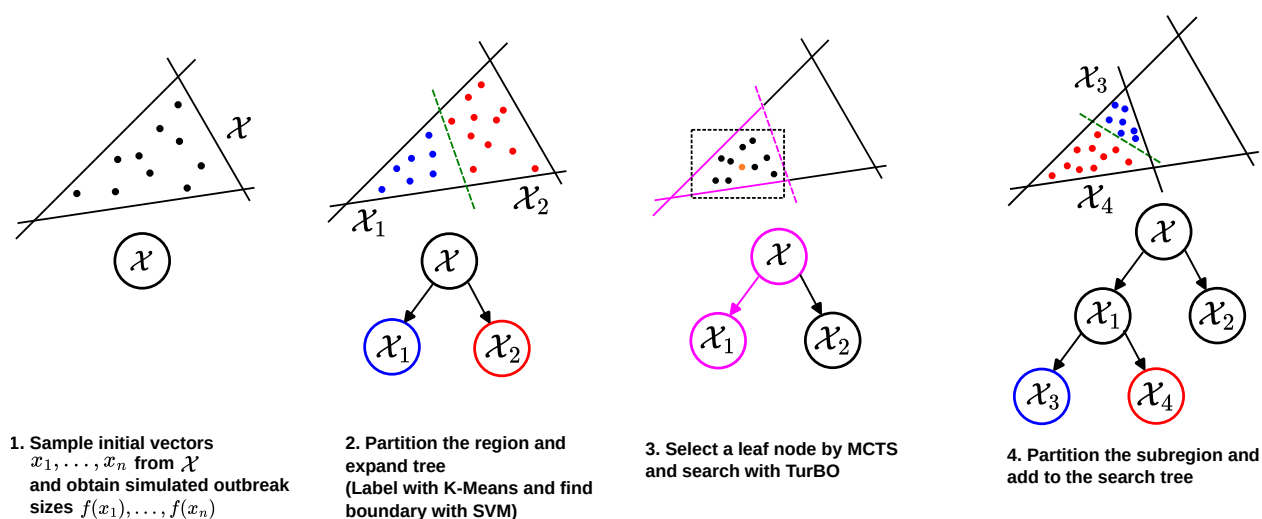 𝒳
𝒳
𝒳₁
𝒳₂
𝒳
𝒳₁
𝒳₂
𝒳
𝒳₁
𝒳₂
𝒳₃
𝒳₄
𝒳
𝒳₁
𝒳₂
𝒳₃
𝒳₄
1. Sample initial vectors
x₁, . . . , xₙ from 𝒳
and obtain simulated outbreak
sizes f(x₁), . . . , f(xₙ)
2. Partition the region and
expand tree
(Label with K-Means and find
boundary with SVM)
3. Select a leaf node by MCTS
and search with TurBO
4. Partition the subregion and
add to the search tree